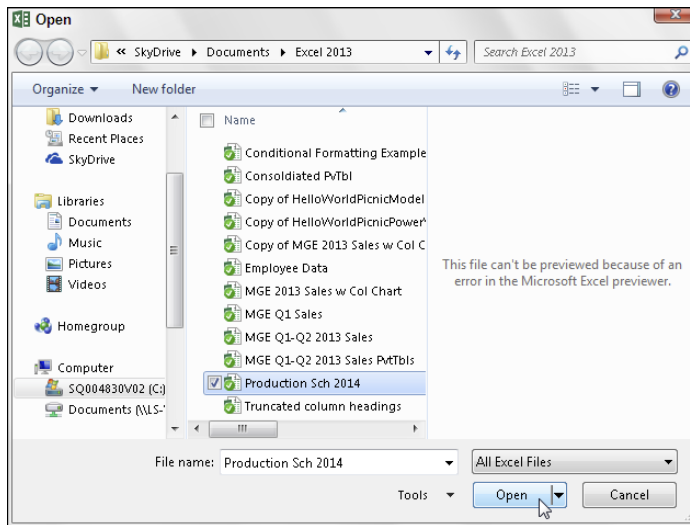 Open
« SkyDrive ▸ Documents ▸ Excel 2013
Search Excel 2013
Organize
New folder
Downloads
Recent Places
SkyDrive
Libraries
Documents
Music
Pictures
Videos
Homegroup
Computer
SQ004830V02 (C:)
Documents (\\LS-
Name
Conditional Formatting Example
Consoldiated PvTbl
Copy of HelloWorldPicnicModel
Copy of HelloWorldPicnicPower
Copy of MGE 2013 Sales w Col C
Employee Data
MGE 2013 Sales w Col Chart
MGE Q1 Sales
MGE Q1-Q2 2013 Sales
MGE Q1-Q2 2013 Sales PvtTbls
Production Sch 2014
Truncated column headings
This file can't be previewed because of an
error in the Microsoft Excel previewer.
File name: Production Sch 2014
All Excel Files
Tools
Open
Cancel